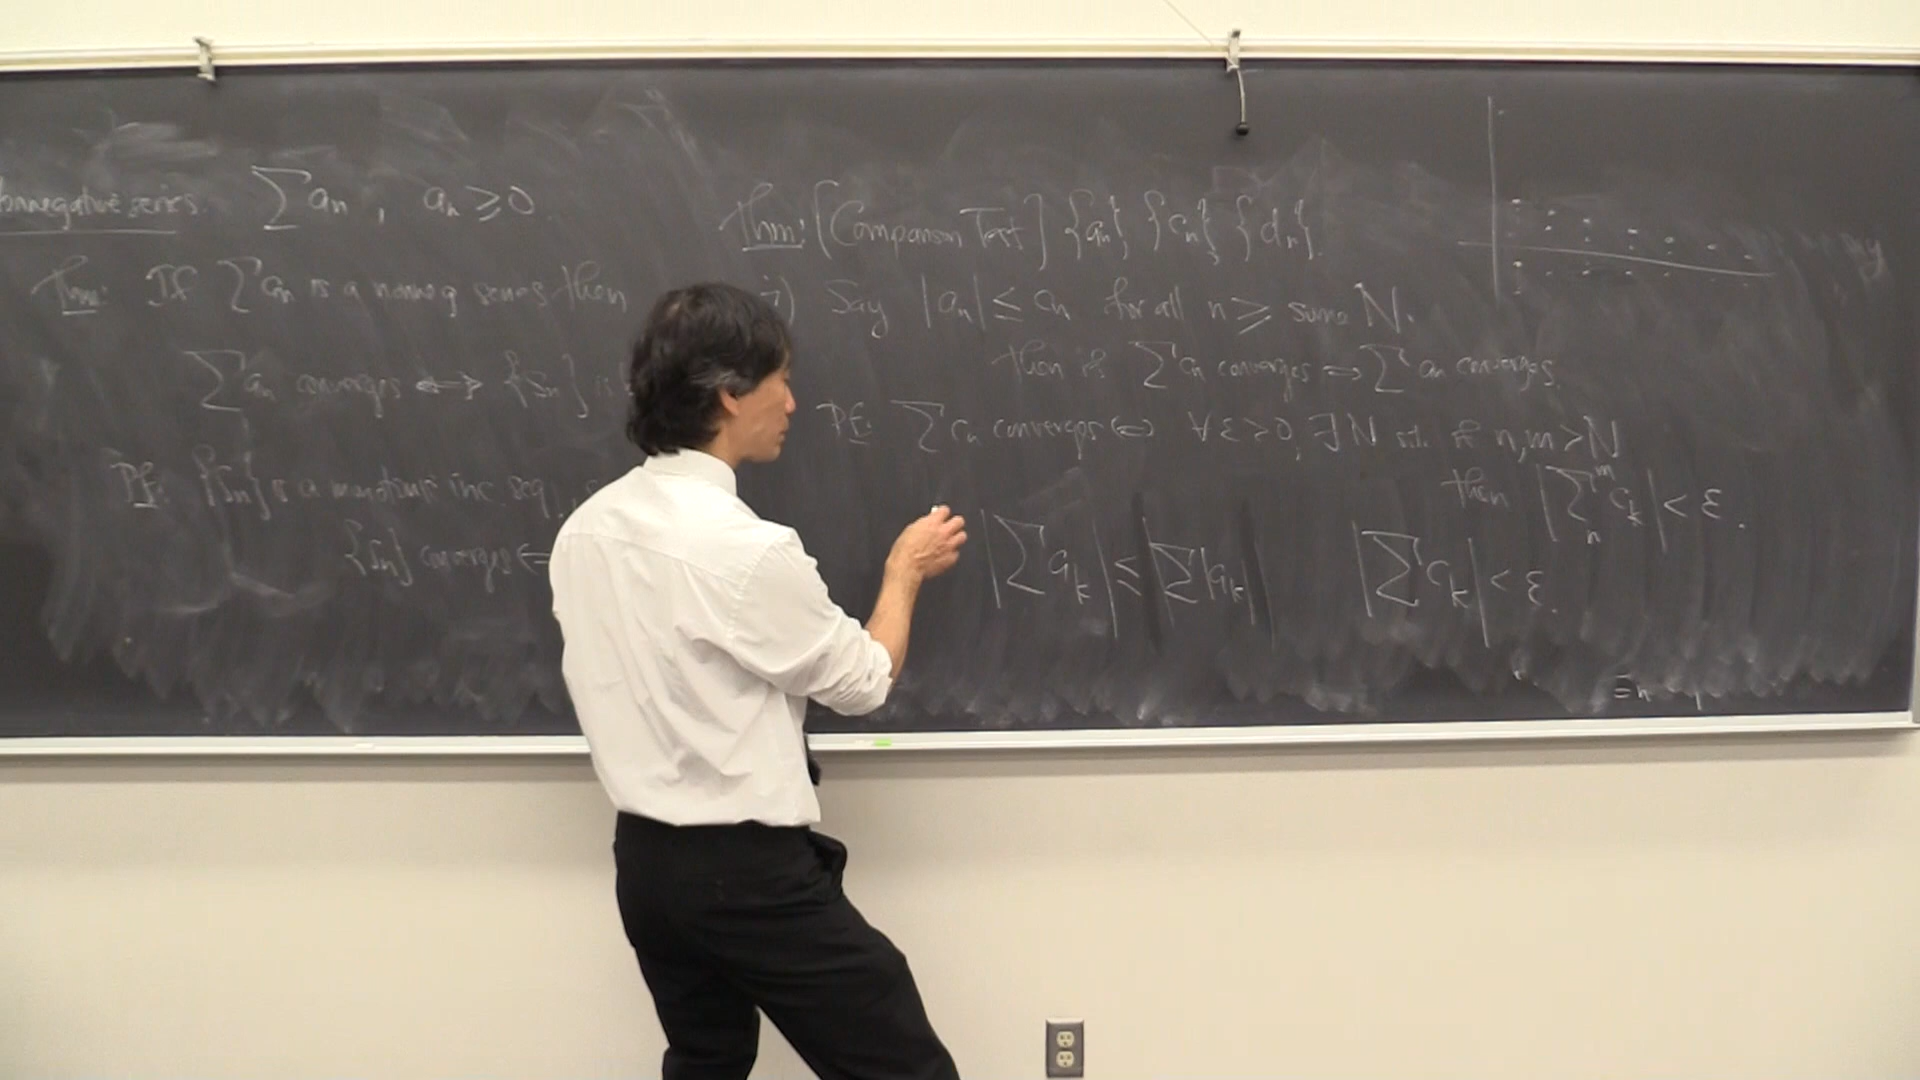 nonnegative series. ∑ aₙ , aₙ ≥ 0
Thm: If ∑ aₙ is a nonneg series then
∑ aₙ converges ⟺ {sₙ} is
Pf: {sₙ} is a monotonic inc seq,
{sₙ} converges ⟺
Thm: (Comparison Test) {aₙ}, {cₙ}, {dₙ}.
i) Say |aₙ| ≤ cₙ for all n ≥ some N.
then if ∑ cₙ converges ⟹ ∑ aₙ converges.
Pf: ∑ cₙ converges ⟺ ∀ ε > 0, ∃ N s.t. if n,m > N
then |∑ₙᵐ cₖ| < ε.
|∑ aₖ| ≤ |∑ |aₖ| |∑ cₖ| < ε.